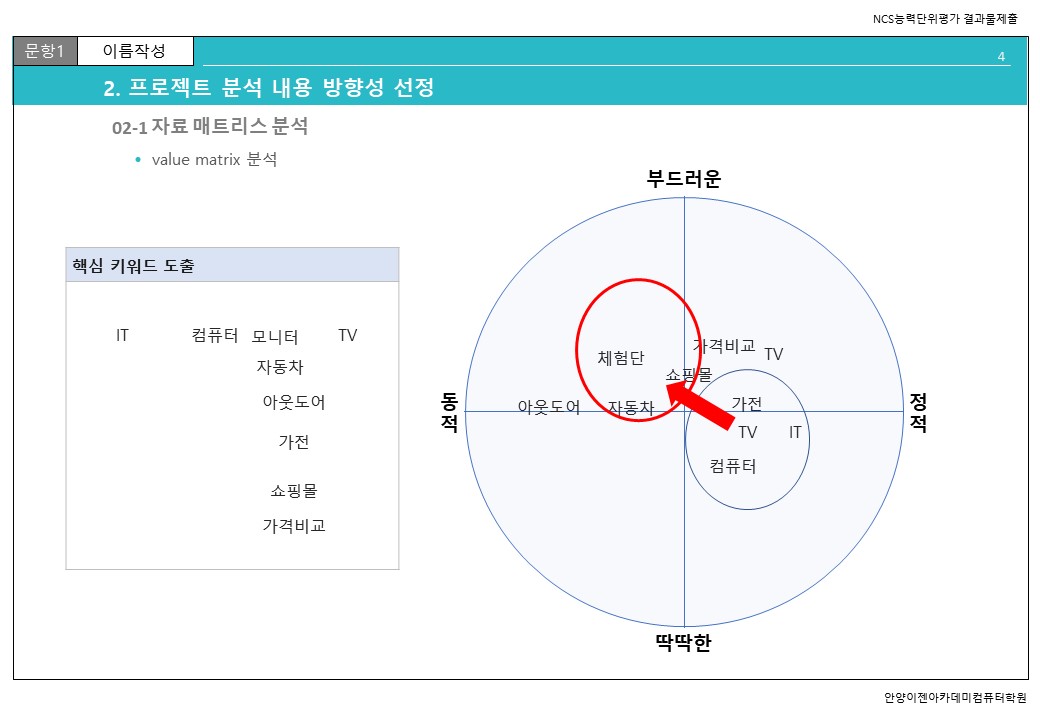 NCS능력단위평가 결과물제출
문항1 이름작성
4
2. 프로젝트 분석 내용 방향성 선정
02-1 자료 매트리스 분석
• value matrix 분석
핵심 키워드 도출
IT 컴퓨터 모니터 TV
자동차
아웃도어
가전
쇼핑몰
가격비교
부드러운
가격비교 TV
체험단
쇼핑몰
동적
아웃도어 자동차 가전
정적
TV IT
컴퓨터
딱딱한
안양이젠아카데미컴퓨터학원